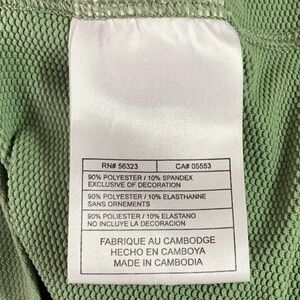 RN# 56323 CA# 05553
90% POLYESTER / 10% SPANDEX
EXCLUSIVE OF DECORATION
90% POLYESTER / 10% ELASTHANNE
SANS ORNEMENTS
90% POLIESTER / 10% ELASTANO
NO INCLUYE LA DECORACION
FABRIQUE AU CAMBODGE
HECHO EN CAMBOYA
MADE IN CAMBODIA